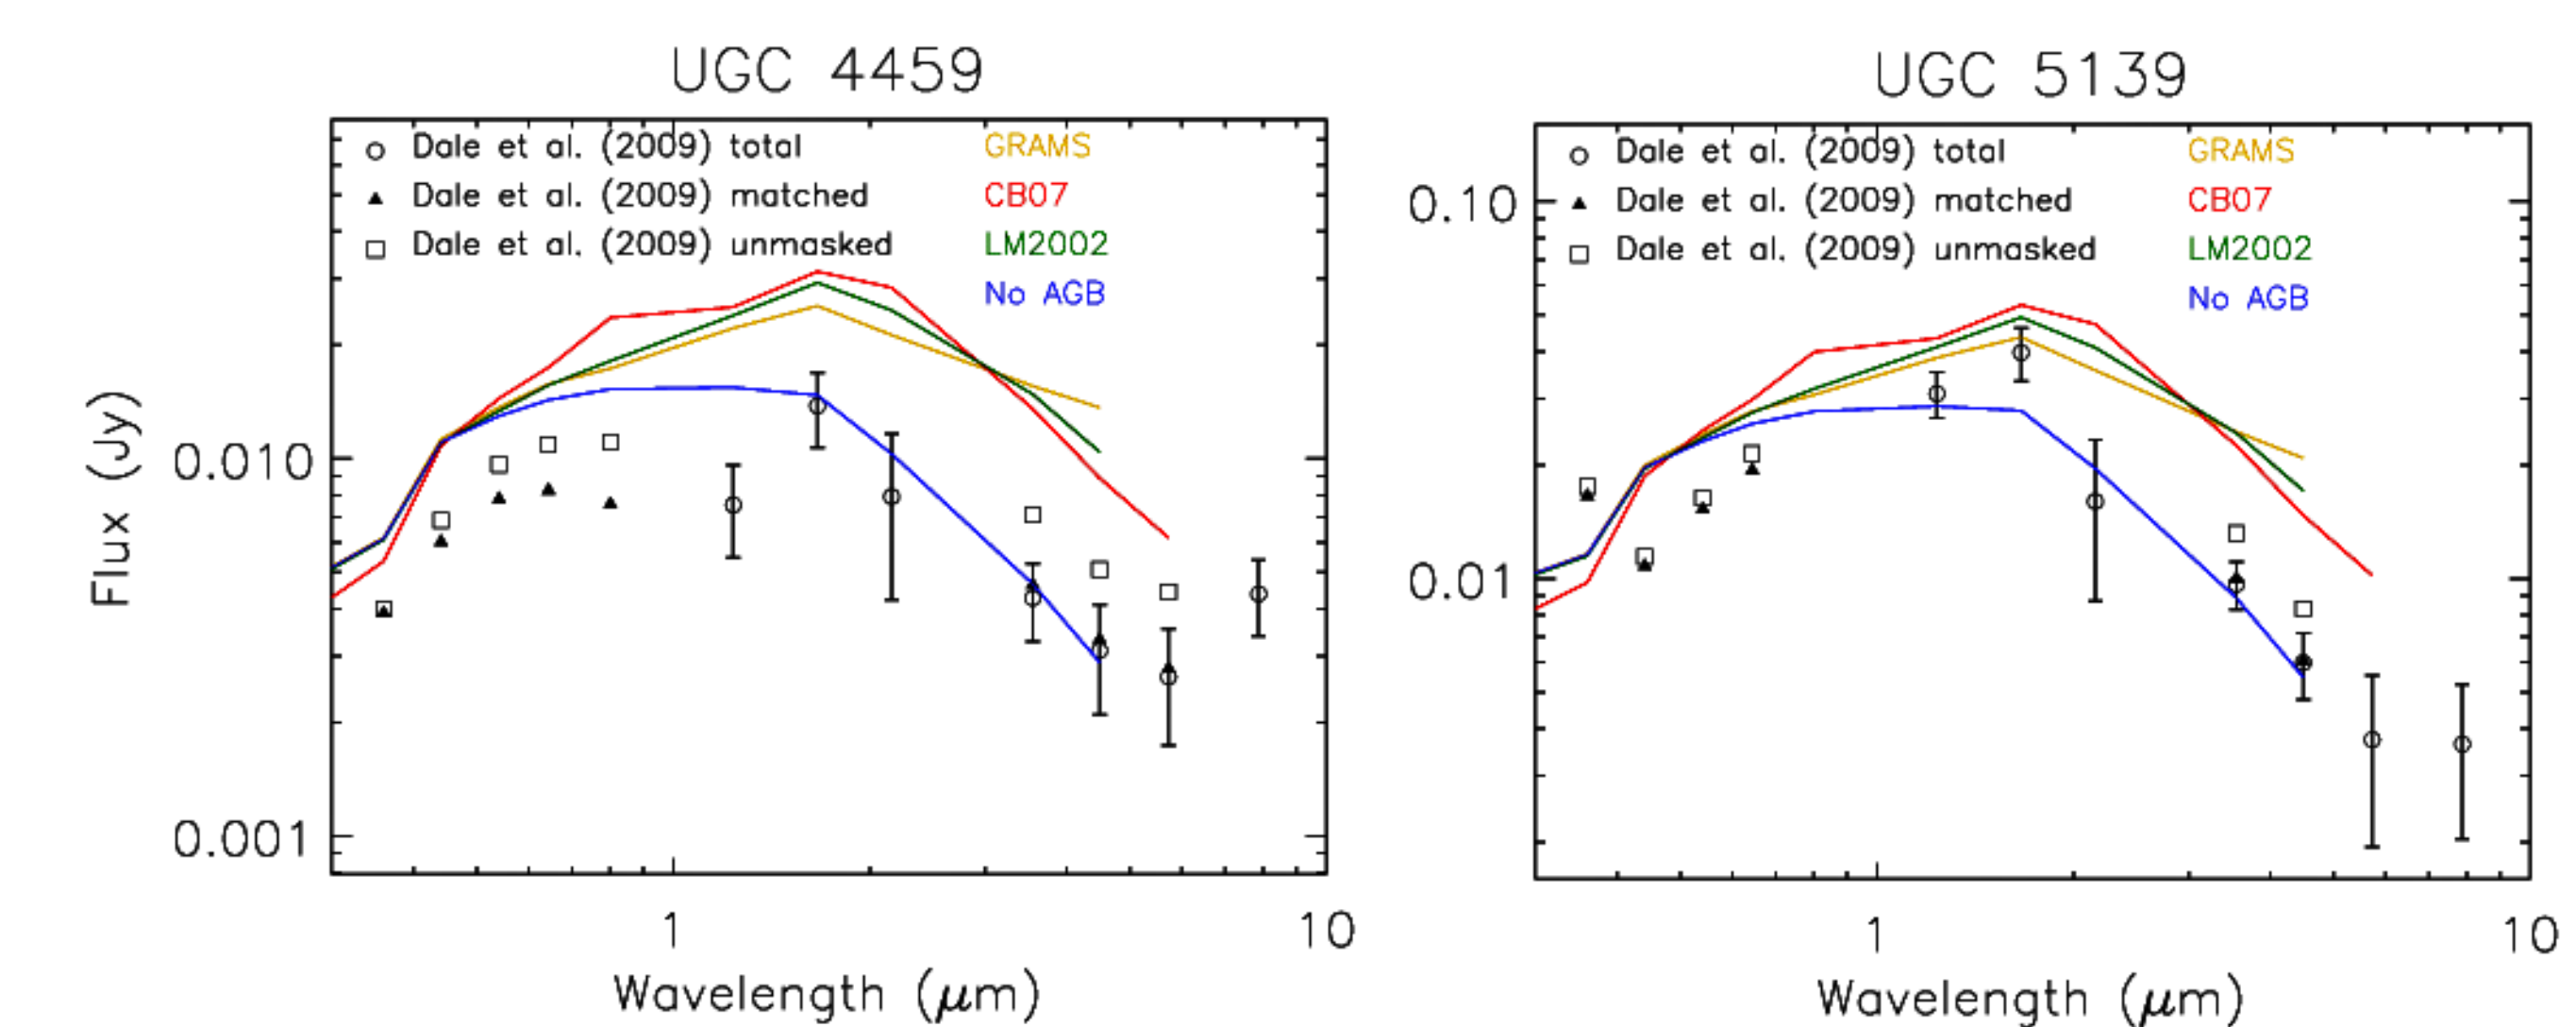 UGC 4459
Dale et al. (2009) total
Dale et al. (2009) matched
Dale et al. (2009) unmasked
GRAMS
CB07
LM2002
No AGB
Flux (Jy)
0.010
0.001
1
10
Wavelength (μm)
UGC 5139
Dale et al. (2009) total
Dale et al. (2009) matched
Dale et al. (2009) unmasked
GRAMS
CB07
LM2002
No AGB
0.10
0.01
1
10
Wavelength (μm)